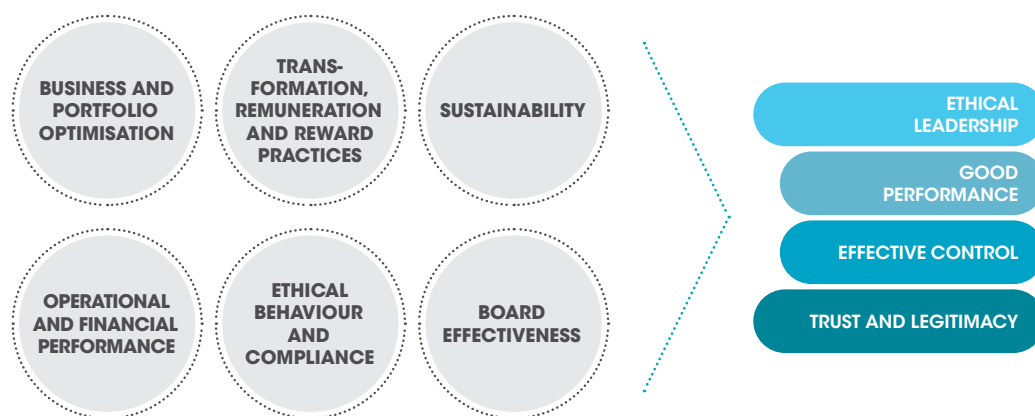 BUSINESS AND
PORTFOLIO
OPTIMISATION
TRANS-
FORMATION,
REMUNERATION
AND REWARD
PRACTICES
SUSTAINABILITY
OPERATIONAL
AND FINANCIAL
PERFORMANCE
ETHICAL
BEHAVIOUR
AND
COMPLIANCE
BOARD
EFFECTIVENESS
ETHICAL
LEADERSHIP
GOOD
PERFORMANCE
EFFECTIVE CONTROL
TRUST AND LEGITIMACY